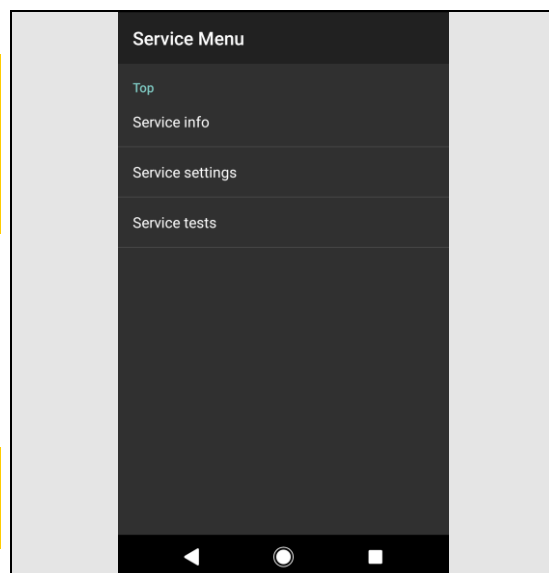 Service Menu
Top
Service info
Service settings
Service tests